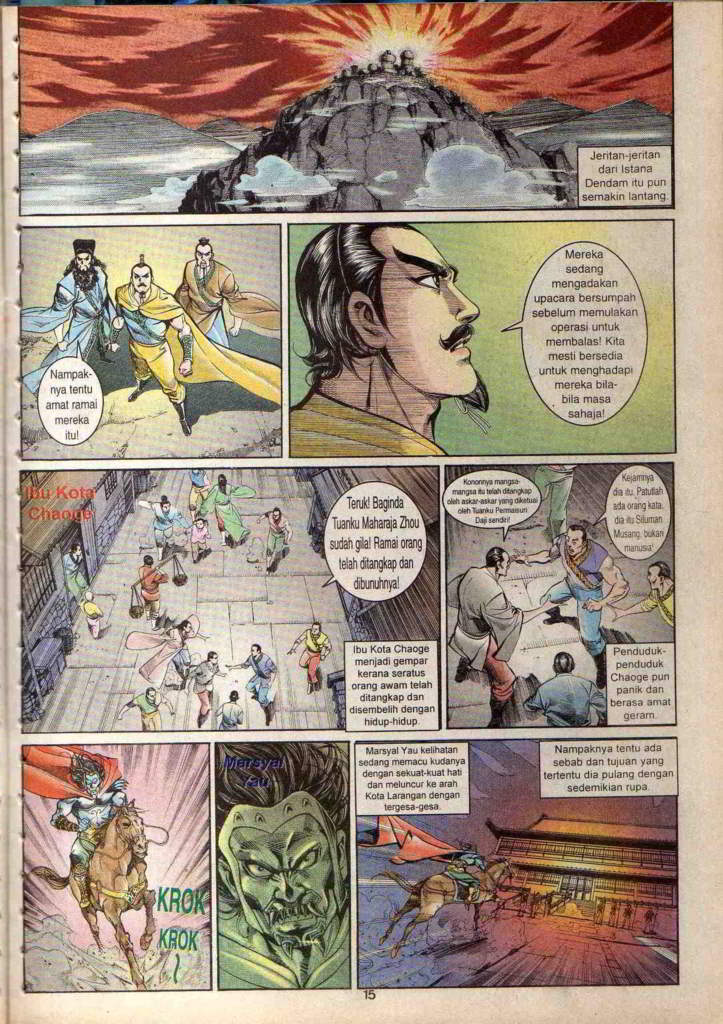 Jeritan-jeritan
dari Istana
Dendam itu pun
semakin lantang.
Nampak-
nya tentu
amat ramai
mereka
itu!
Mereka
sedang
mengadakan
upacara bersumpah
sebelum memulakan
operasi untuk
membalas! Kita
mesti bersedia
untuk menghadapi
mereka bila-
bila masa
sahaja!
Ibu Kota
Chaoge
Teruk! Baginda
Tuanku Maharaja Zhou
sudah gila! Ramai orang
telah ditangkap dan
dibunuhnya!
Ibu Kota Chaoge
menjadi gempar
kerana seratus
orang awam telah
ditangkap dan
disembelih dengan
hidup-hidup.
Kononnya mangsa-
mangsa itu telah ditangkap
oleh askar-askar yang diketuai
oleh Tuanku Permaisuri
Daji sendiri!
Kejamnya
dia itu. Patutlah
ada orang kata,
dia itu Siluman
Musang, bukan
manusia!
Penduduk-
penduduk
Chaoge pun
panik dan
berasa amat
geram.
KROK
KROK
Marsyal
Yau.
Marsyal Yau kelihatan
sedang memacu kudanya
dengan sekuat-kuat hati
dan meluncur ke arah
Kota Larangan dengan
tergesa-gesa.
Nampaknya tentu ada
sebab dan tujuan yang
tertentu dia pulang dengan
sedemikian rupa.
15